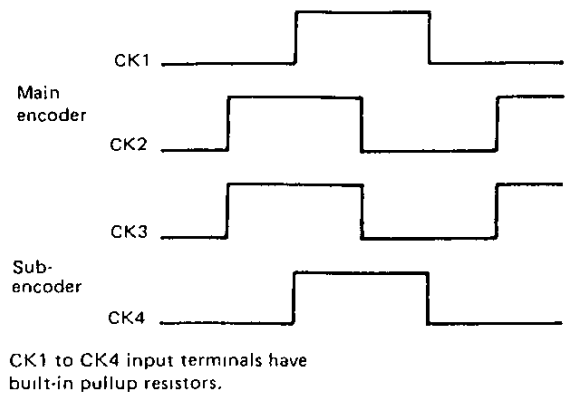 CK1
Main
encoder
CK2
CK3
Sub-
encoder
CK4
CK1 to CK4 input terminals have
built-in pullup resistors.